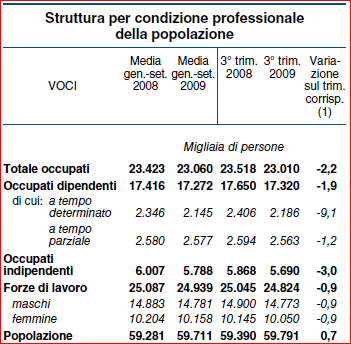 Struttura per condizione professionale
della popolazione
VOCI
Media
gen.-set.
2008
Media
gen.-set.
2009
3° trim.
2008
3° trim.
2009
Varia-
zione
sul trim.
corrisp.
(1)
Migliaia di persone
Totale occupati 23.423 23.060 23.518 23.010 -2,2
Occupati dipendenti 17.416 17.272 17.650 17.320 -1,9
di cui: a tempo
determinato 2.346 2.145 2.406 2.186 -9,1
a tempo
parziale 2.580 2.577 2.594 2.563 -1,2
Occupati
indipendenti 6.007 5.788 5.868 5.690 -3,0
Forze di lavoro 25.087 24.939 25.045 24.824 -0,9
maschi 14.883 14.781 14.900 14.773 -0,9
femmine 10.204 10.158 10.145 10.050 -0,9
Popolazione 59.281 59.711 59.390 59.791 0,7